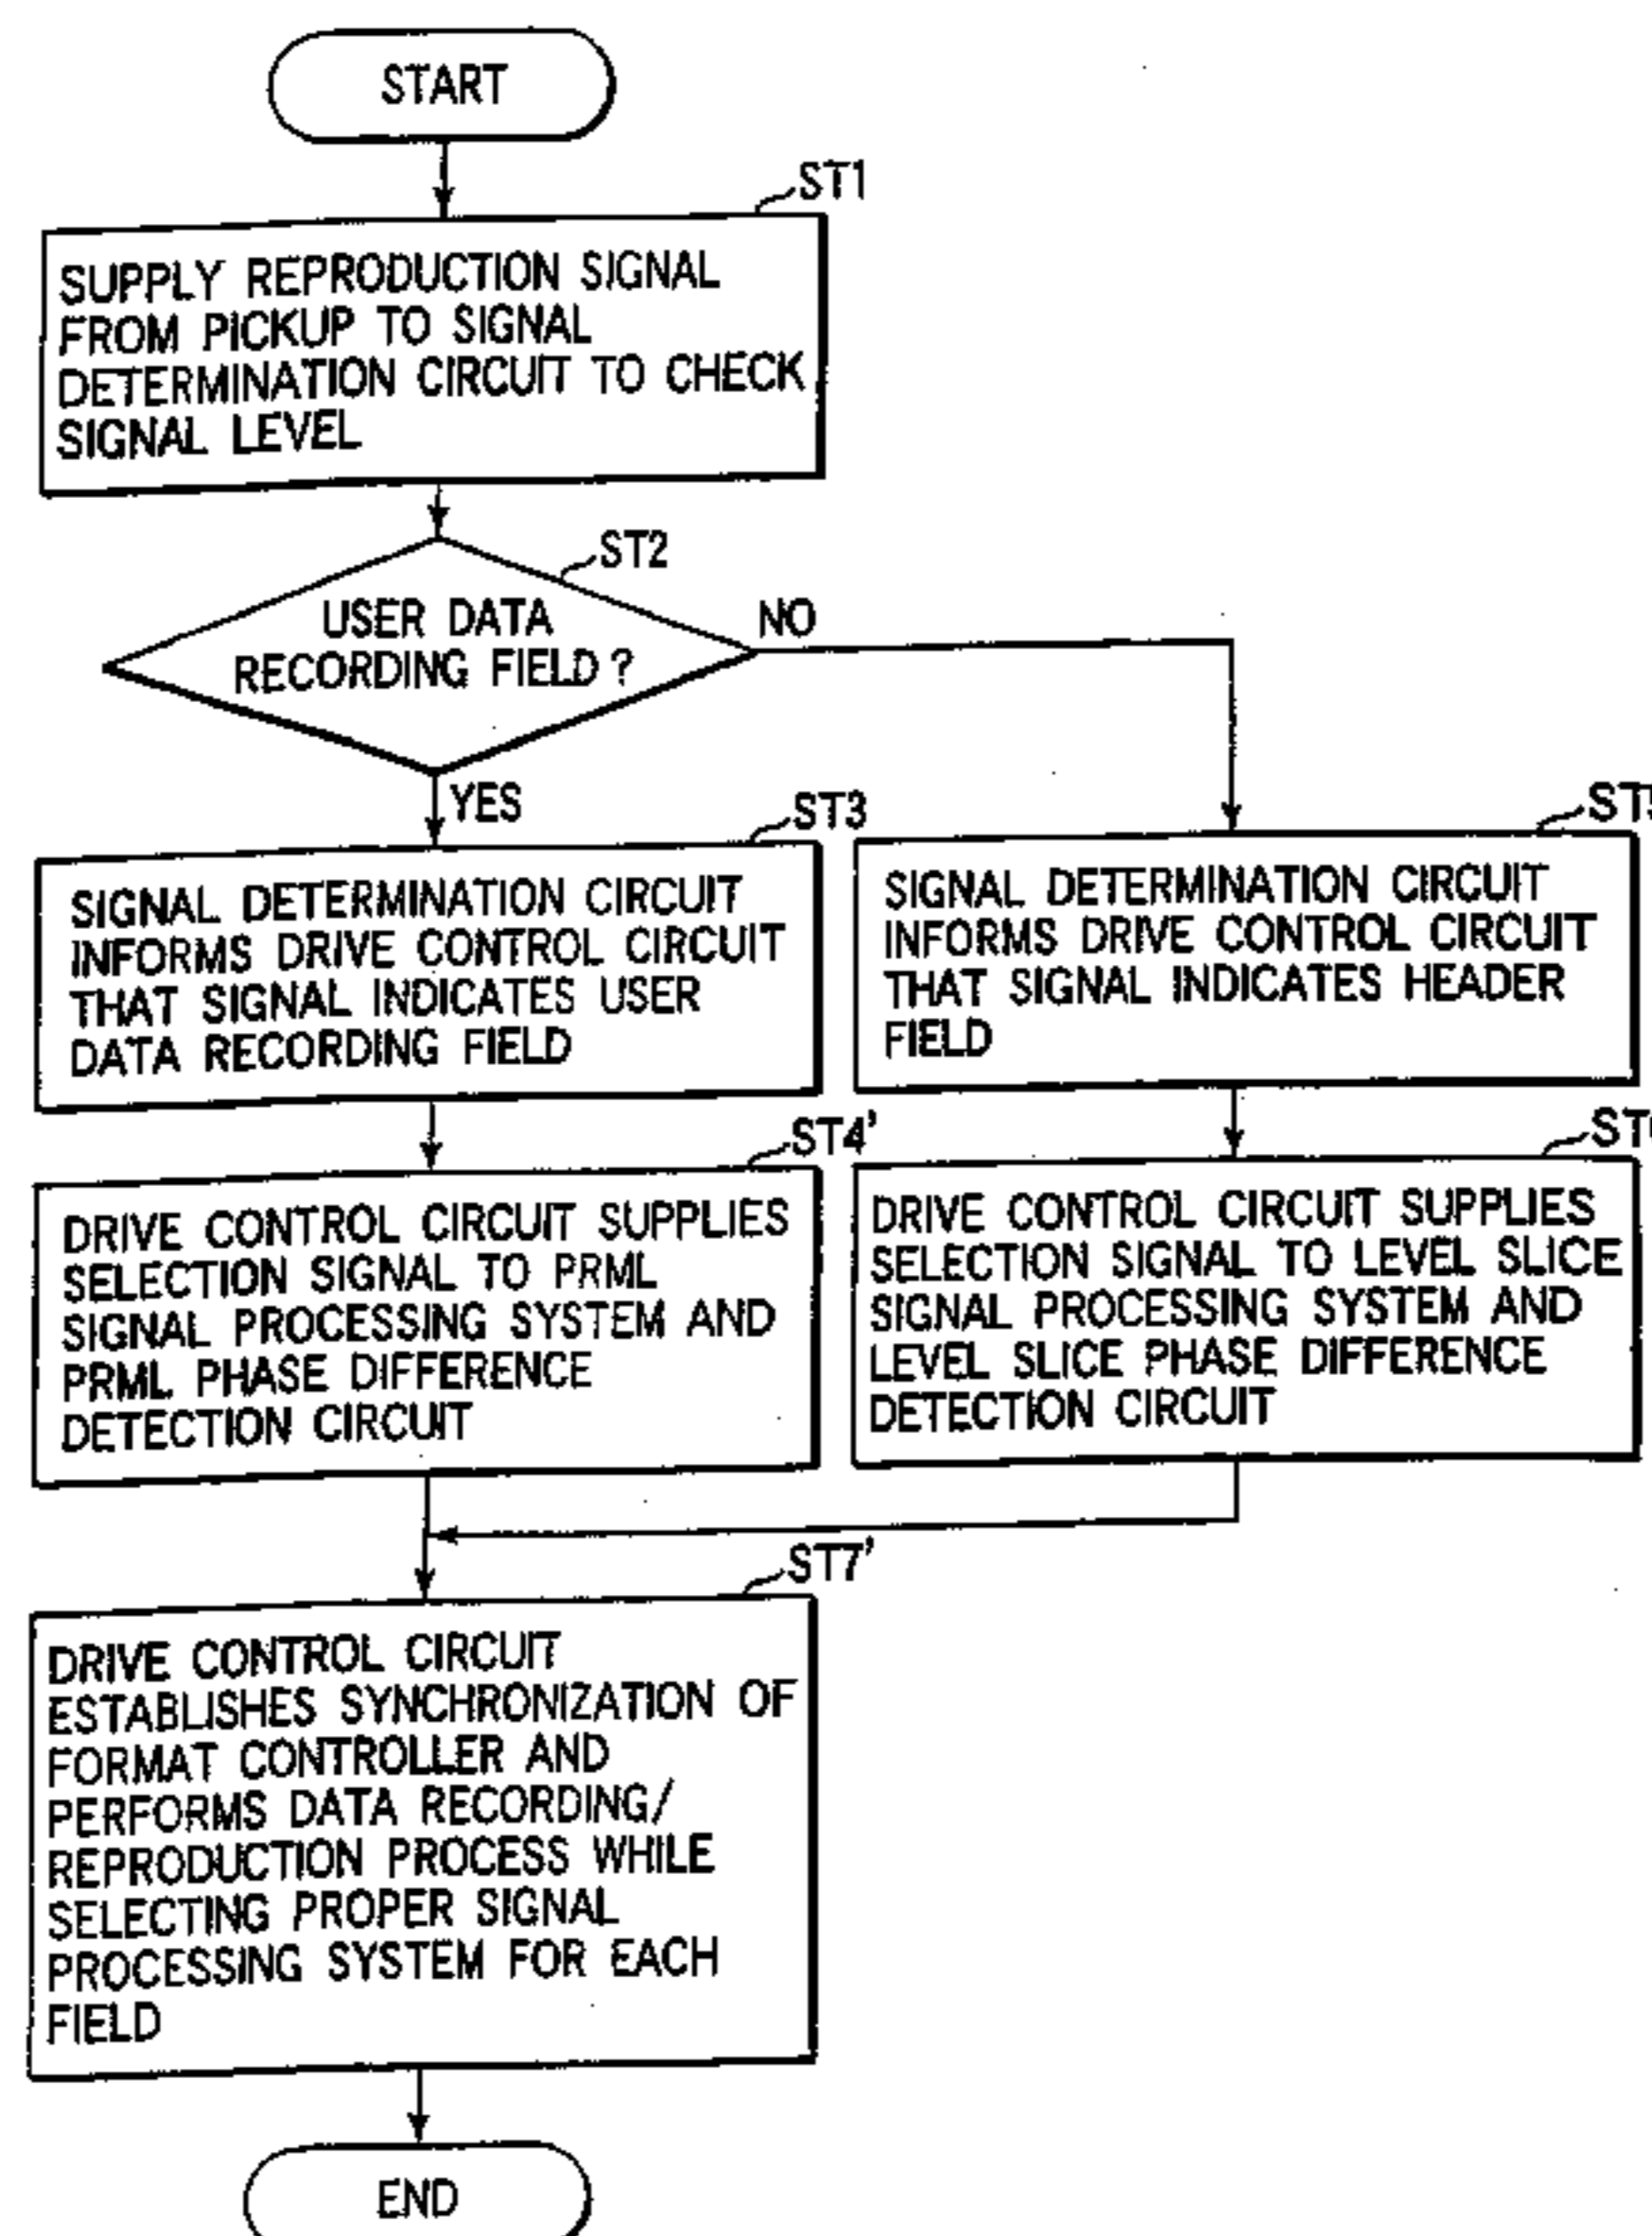 START
ST1
SUPPLY REPRODUCTION SIGNAL
FROM PICKUP TO SIGNAL
DETERMINATION CIRCUIT TO CHECK
SIGNAL LEVEL
ST2
USER DATA
RECORDING FIELD?
NO
YES
ST3
SIGNAL DETERMINATION CIRCUIT
INFORMS DRIVE CONTROL CIRCUIT
THAT SIGNAL INDICATES USER
DATA RECORDING FIELD
SIGNAL DETERMINATION CIRCUIT
INFORMS DRIVE CONTROL CIRCUIT
THAT SIGNAL INDICATES HEADER
FIELD
ST4'
DRIVE CONTROL CIRCUIT SUPPLIES
SELECTION SIGNAL TO PRML
SIGNAL PROCESSING SYSTEM AND
PRML PHASE DIFFERENCE
DETECTION CIRCUIT
DRIVE CONTROL CIRCUIT SUPPLIES
SELECTION SIGNAL TO LEVEL SLICE
SIGNAL PROCESSING SYSTEM AND
LEVEL SLICE PHASE DIFFERENCE
DETECTION CIRCUIT
ST7'
DRIVE CONTROL CIRCUIT
ESTABLISHES SYNCHRONIZATION OF
FORMAT CONTROLLER AND
PERFORMS DATA RECORDING/
REPRODUCTION PROCESS WHILE
SELECTING PROPER SIGNAL
PROCESSING SYSTEM FOR EACH
FIELD
END